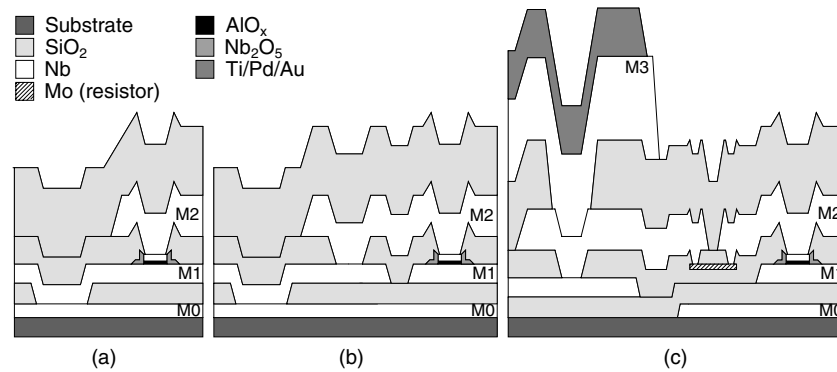 Substrate
SiO2
Nb
Mo (resistor)
AlOx
Nb2O5
Ti/Pd/Au
M2
M1
M0
(a)
M2
M1
M0
(b)
M3
M2
M1
M0
(c)